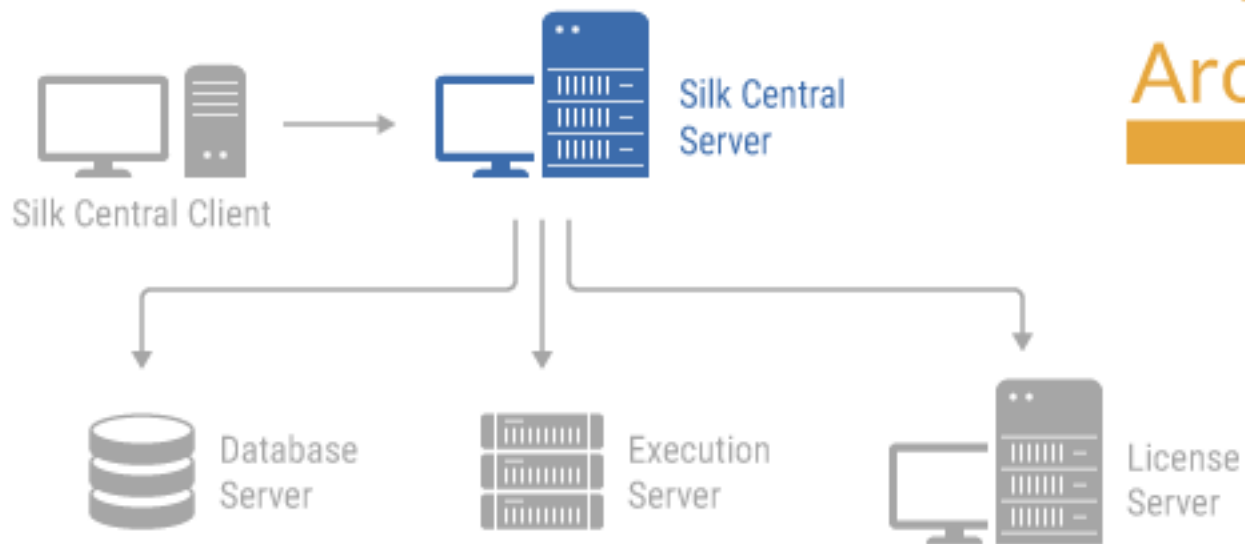 Silk Central
Server
Silk Central Client
Database
Server
Execution
Server
License
Server